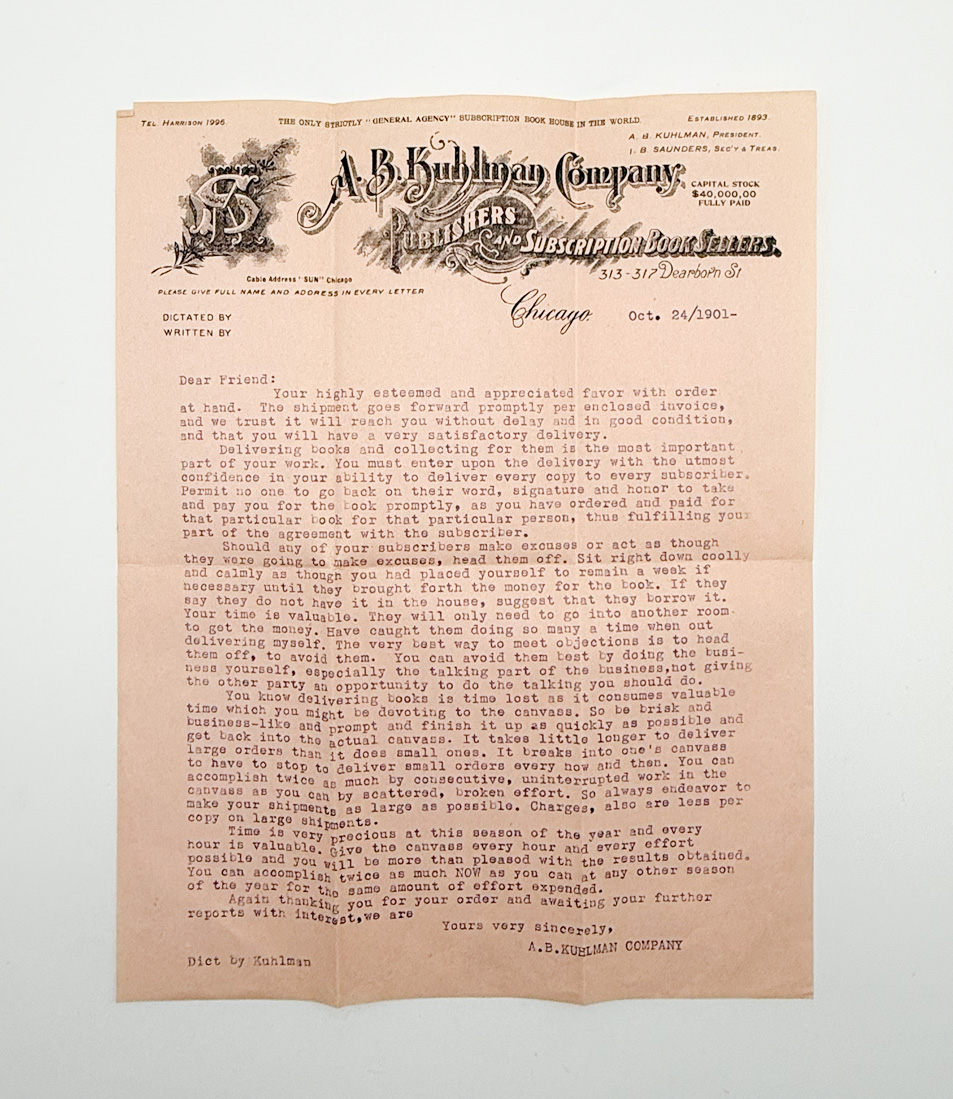 TEL. HARRISON 1996.
THE ONLY STRICTLY "GENERAL AGENCY" SUBSCRIPTION BOOK HOUSE IN THE WORLD.
ESTABLISHED 1893.
A. B. KUHLMAN, PRESIDENT.
I. B. SAUNDERS, SEC'Y & TREAS.
A. B. Kuhlman Company,
CAPITAL STOCK
$40,000,00
FULLY PAID
PUBLISHERS
AND SUBSCRIPTION BOOK SELLERS.
313-317 Dearborn St
Cable Address "SUN" Chicago
PLEASE GIVE FULL NAME AND ADDRESS IN EVERY LETTER
Chicago. Oct. 24/1901-
DICTATED BY
WRITTEN BY
Dear Friend:
Your highly esteemed and appreciated favor with order
at hand. The shipment goes forward promptly per enclosed invoice,
and we trust it will reach you without delay and in good condition,
and that you will have a very satisfactory delivery.
Delivering books and collecting for them is the most important
part of your work. You must enter upon the delivery with the utmost
confidence in your ability to deliver every copy to every subscriber.
Permit no one to go back on their word, signature and honor to take
and pay you for the book promptly, as you have ordered and paid for
that particular book for that particular person, thus fulfilling your
part of the agreement with the subscriber.
Should any of your subscribers make excuses or act as though
they were going to make excuses, head them off. Sit right down coolly
and calmly as though you had placed yourself to remain a week if
necessary until they brought forth the money for the book. If they
say they do not have it in the house, suggest that they borrow it.
Your time is valuable. They will only need to go into another room
to get the money. Have caught them doing so many a time when out
delivering myself. The very best way to meet objections is to head
them off, to avoid them. You can avoid them best by doing the busi-
ness yourself, especially the talking part of the business,not giving
the other party an opportunity to do the talking you should do.
You know delivering books is time lost as it consumes valuable
time which you might be devoting to the canvass. So be brisk and
business-like and prompt and finish it up as quickly as possible and
get back into the actual canvass. It takes little longer to deliver
large orders than it does small ones. It breaks into one's canvass
to have to stop to deliver small orders every now and then. You can
accomplish twice as much by consecutive, uninterrupted work in the
canvass as you can by scattered, broken effort. So always endeavor to
make your shipments as large as possible. Charges, also are less per
copy on large shipments.
Time is very precious at this season of the year and every
hour is valuable. Give the canvass every hour and every effort
possible and you will be more than pleased with the results obtained.
You can accomplish twice as much NOW as you can at any other season
of the year for the same amount of effort expended.
Again thanking you for your order and awaiting your further
reports with interest,we are
Yours very sincerely,
A.B.KUHLMAN COMPANY
Dict by Kuhlman